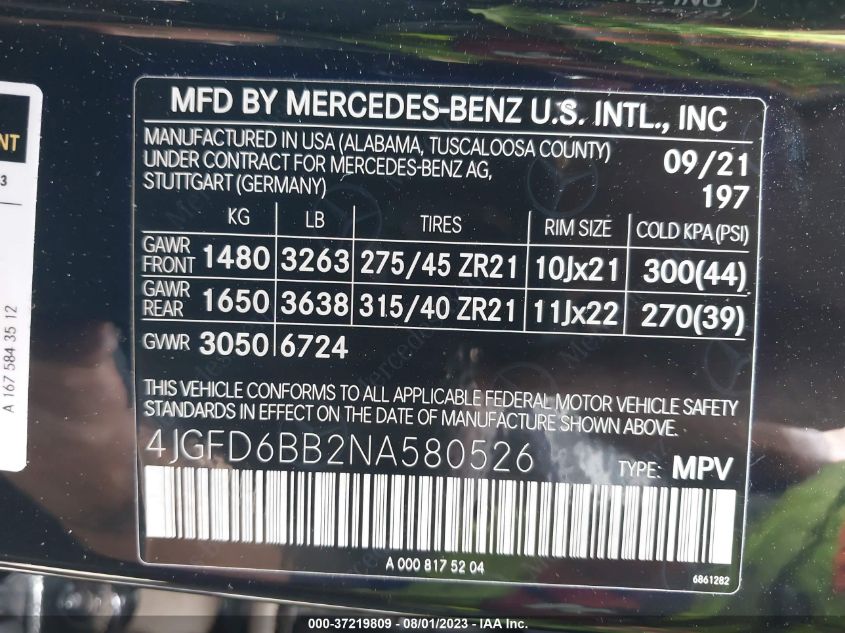 MFD BY MERCEDES-BENZ U.S. INTL., INC
MANUFACTURED IN USA (ALABAMA, TUSCALOOSA COUNTY) 09/21
UNDER CONTRACT FOR MERCEDES-BENZ AG,
STUTTGART (GERMANY) 197
KG LB TIRES RIM SIZE COLD KPA (PSI)
GAWR FRONT 1480 3263 275/45 ZR21 10Jx21 300(44)
GAWR REAR 1650 3638 315/40 ZR21 11Jx22 270(39)
GVWR 3050 6724
THIS VEHICLE CONFORMS TO ALL APPLICABLE FEDERAL MOTOR VEHICLE SAFETY
STANDARDS IN EFFECT ON THE DATE OF MANUFACTURE SHOWN ABOVE.
4JGFD6BB2NA580526 TYPE: MPV
A 000 817 52 04
6861282
A 167 584 35 12
000-37219809 - 08/01/2023 - IAAI Inc.